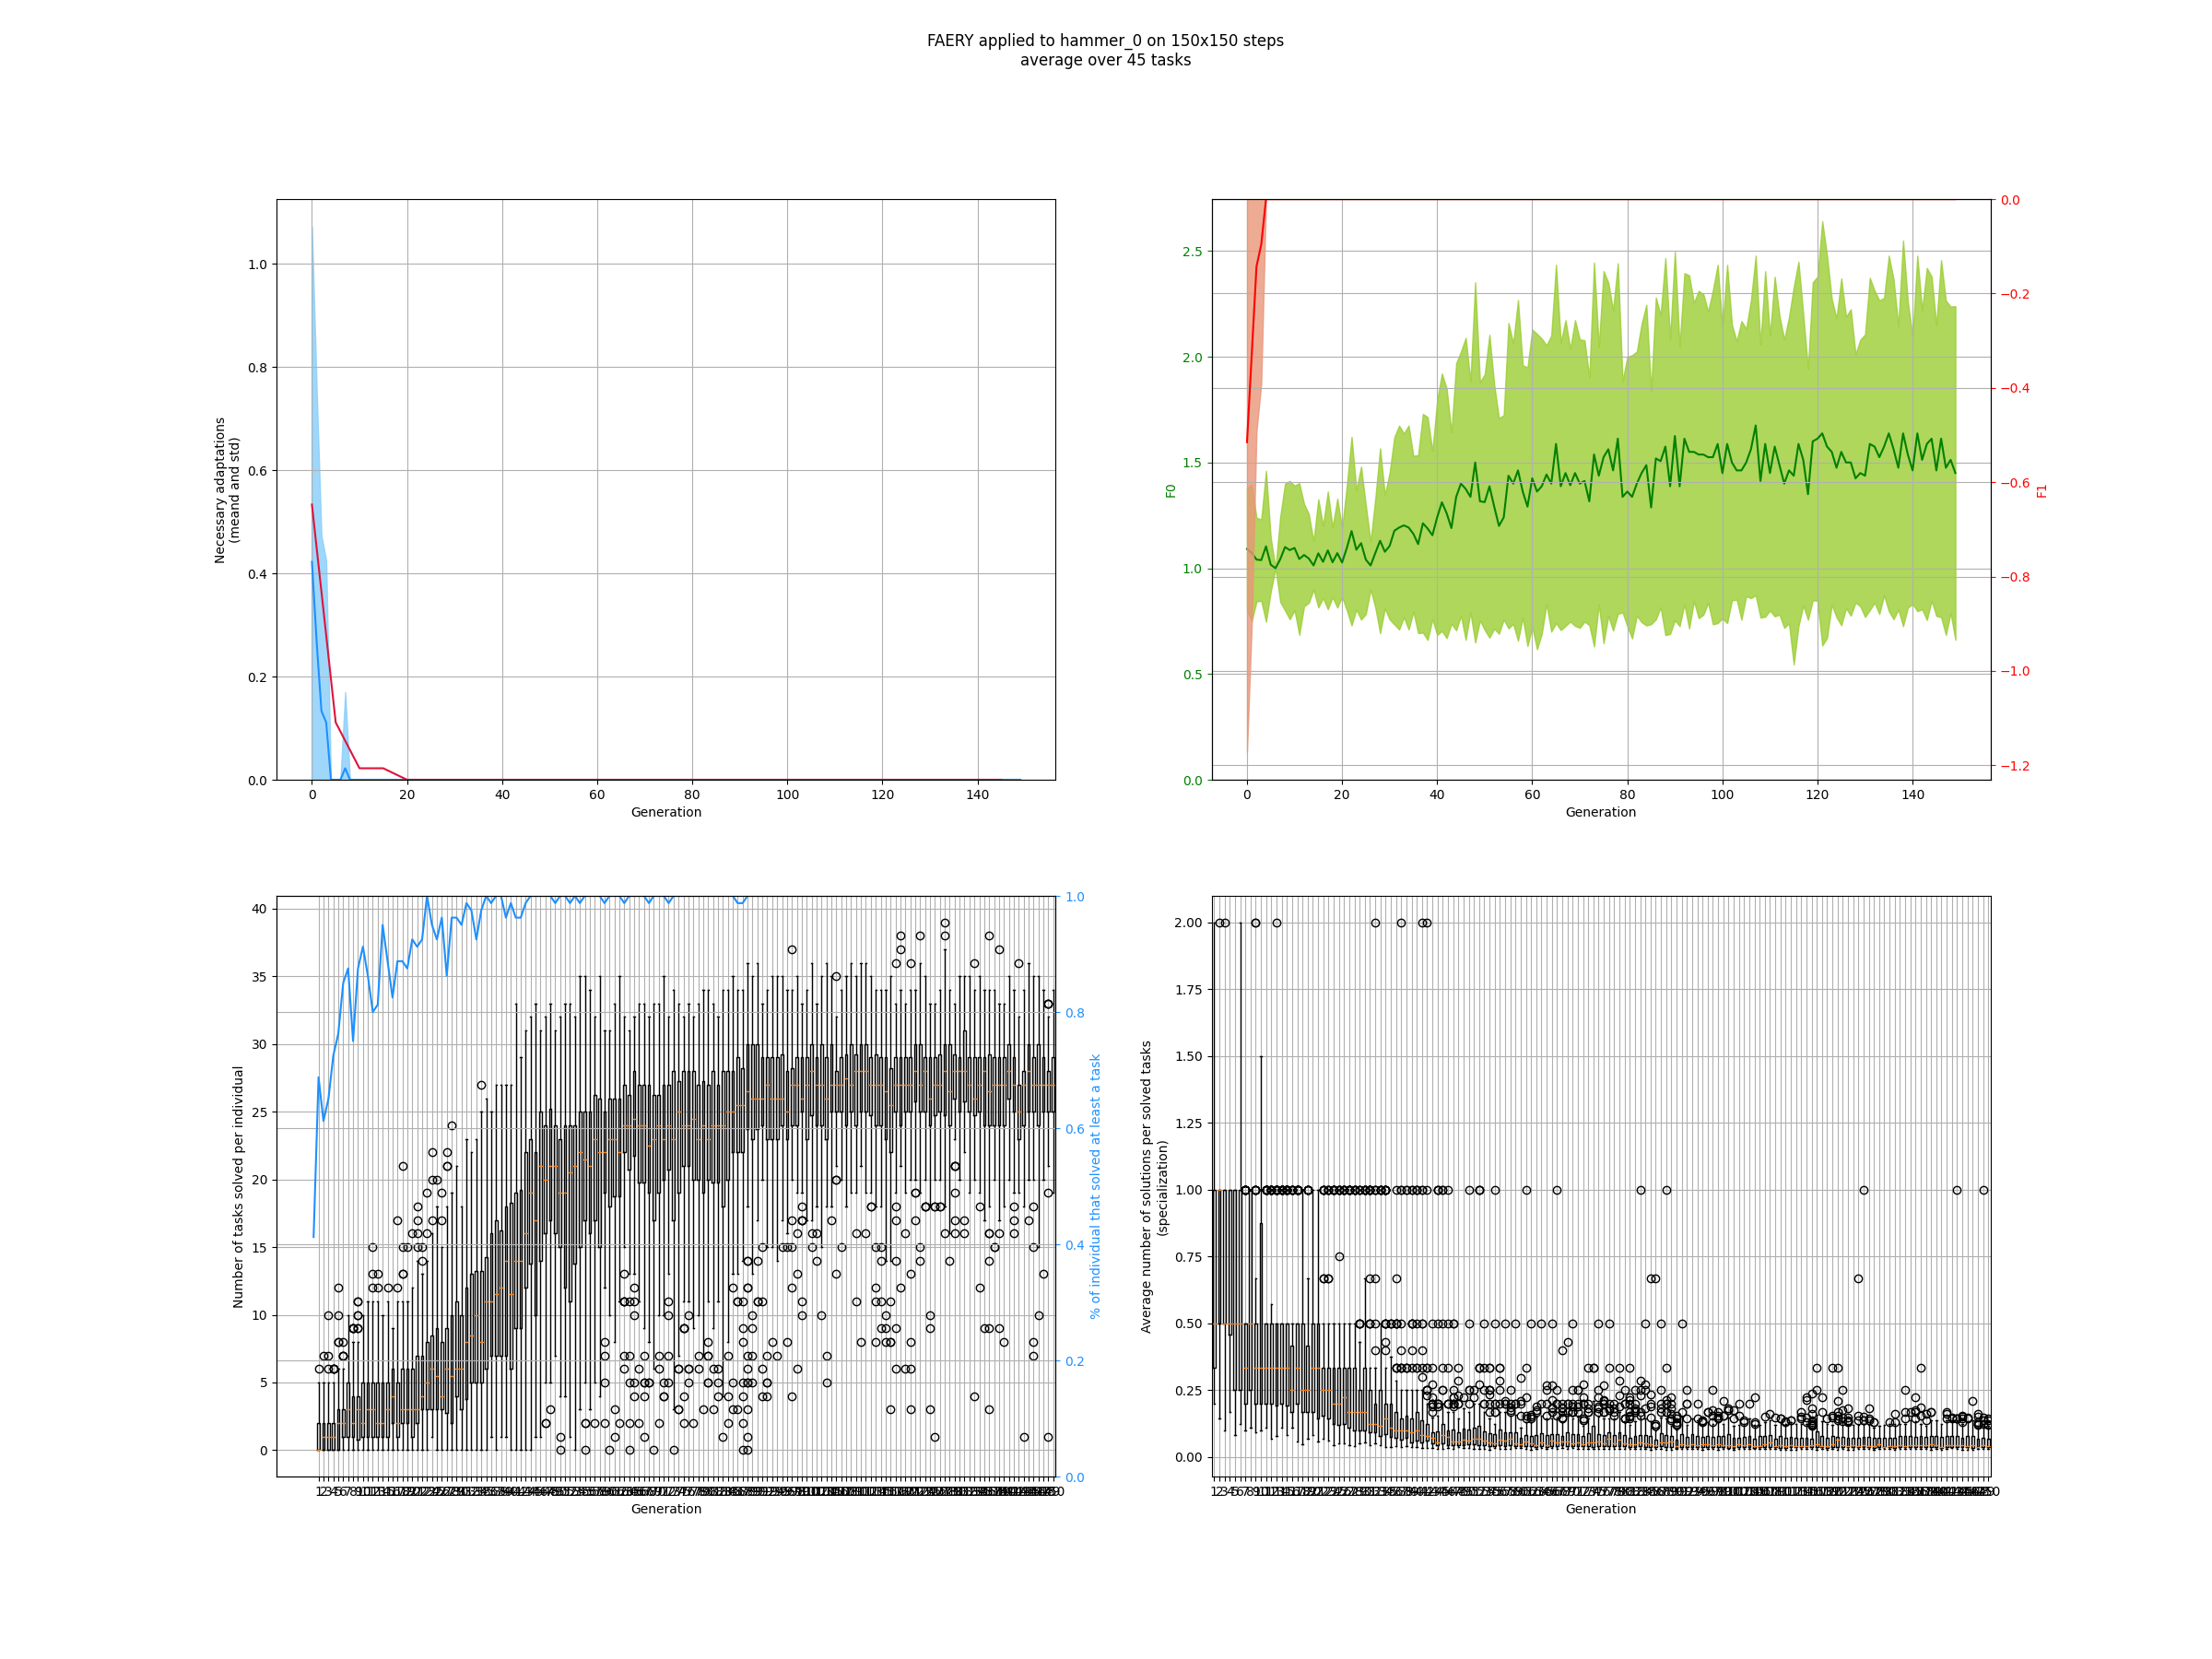 FAERY applied to hammer_0 on 150x150 steps
average over 45 tasks
Necessary adaptations
(meand and std)
1.0
0.8
0.6
0.4
0.2
0.0
0 20 40 60 80 100 120 140
Generation
F0
2.5
2.0
1.5
1.0
0.5
0.0
0.0
−0.2
−0.4
−0.6
−0.8
−1.0
−1.2
F1
0 20 40 60 80 100 120 140
Generation
Number of tasks solved per individual
40
35
30
25
20
15
10
5
0
1.0
0.8
0.6
0.4
0.2
0.0
% of individual that solved at least a task
Generation
Average number of solutions per solved tasks
(specialization)
2.00
1.75
1.50
1.25
1.00
0.75
0.50
0.25
0.00
Generation